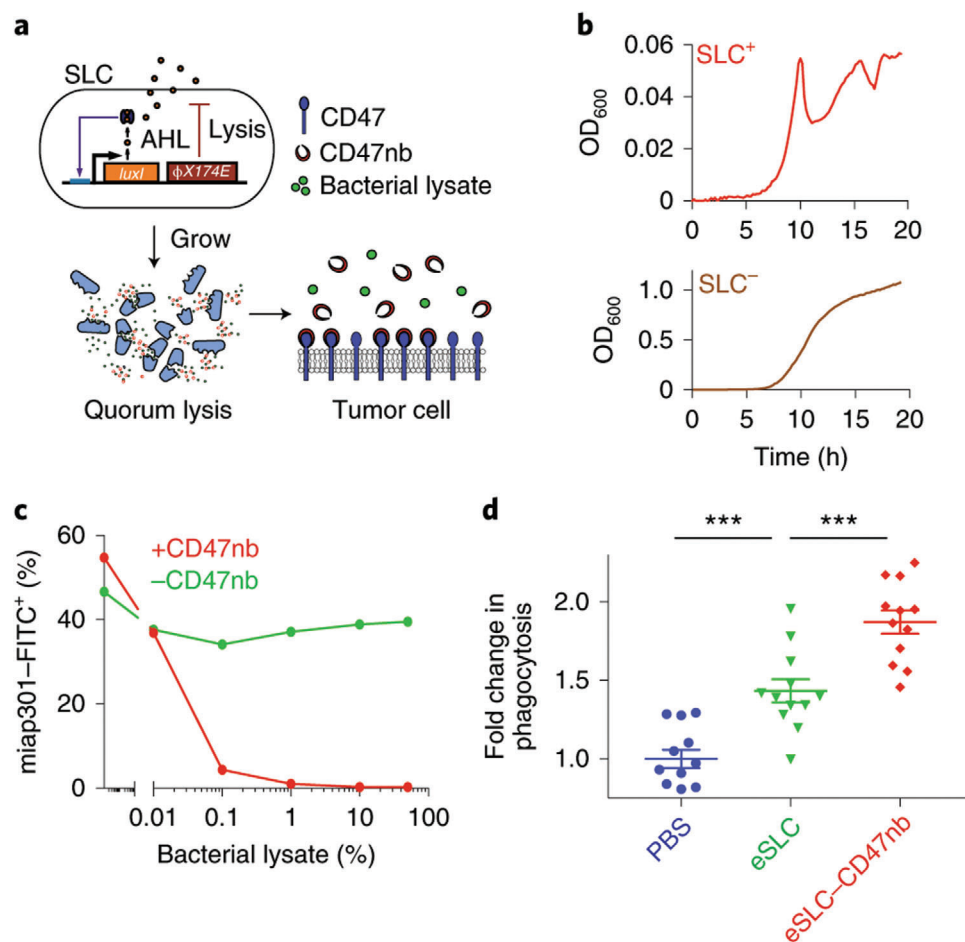 a
SLC
AHL
Lysis
luxI
ϕX174E
CD47
CD47nb
Bacterial lysate
Grow
Quorum lysis
Tumor cell
b
SLC⁺
OD₆₀₀
0.06
0.04
0.02
0
0 5 10 15 20
SLC⁻
OD₆₀₀
1.0
0.5
0
0 5 10 15 20
Time (h)
c
+CD47nb
−CD47nb
miap301–FITC⁺ (%)
60
40
20
0
0.01 0.1 1 10 100
Bacterial lysate (%)
d
*** ***
Fold change in
phagocytosis
2.0
1.5
1.0
PBS
eSLC
eSLC–CD47nb